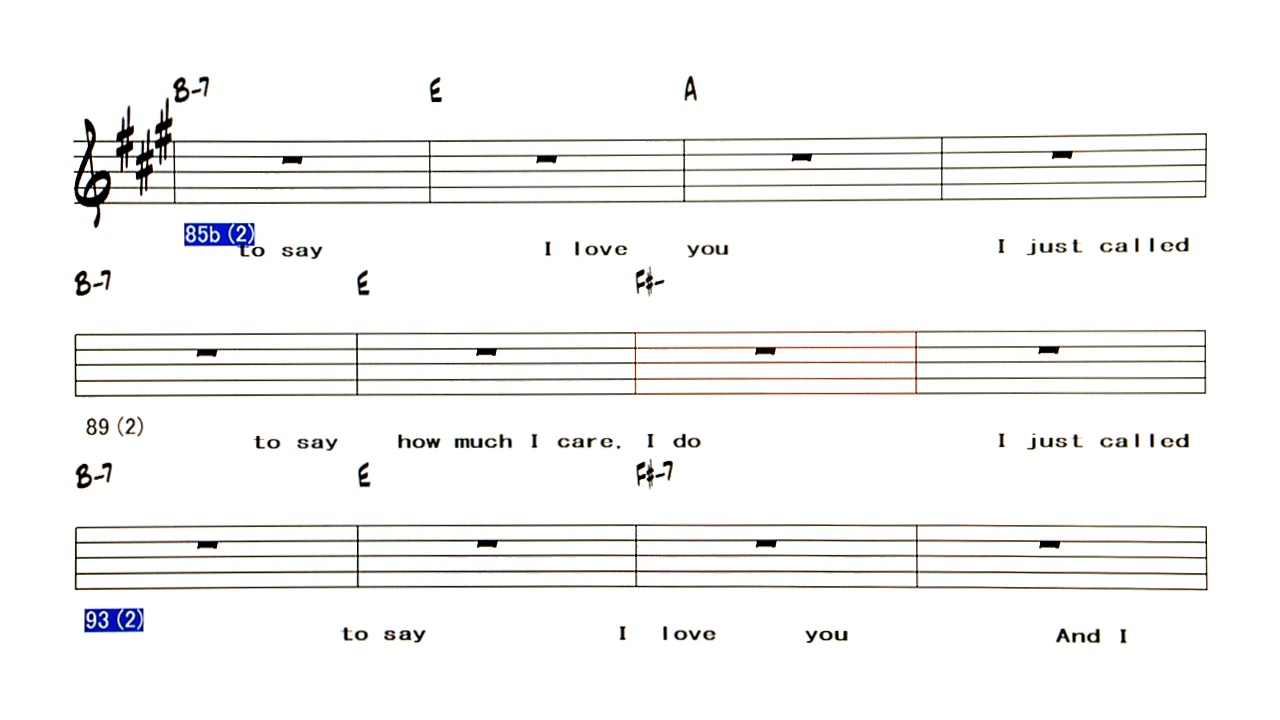 B-7 E A
85b (2)
to say I love you I just called
B-7 E F#-
89 (2)
to say how much I care. I do I just called
B-7 E F#-7
93 (2)
to say I love you And I